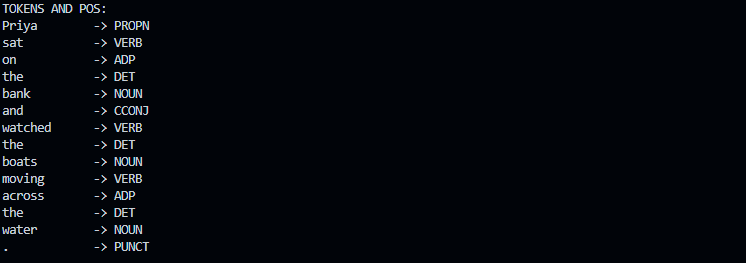 TOKENS AND POS:
Priya -> PROPN
sat -> VERB
on -> ADP
the -> DET
bank -> NOUN
and -> CCONJ
watched -> VERB
the -> DET
boats -> NOUN
moving -> VERB
across -> ADP
the -> DET
water -> NOUN
. -> PUNCT